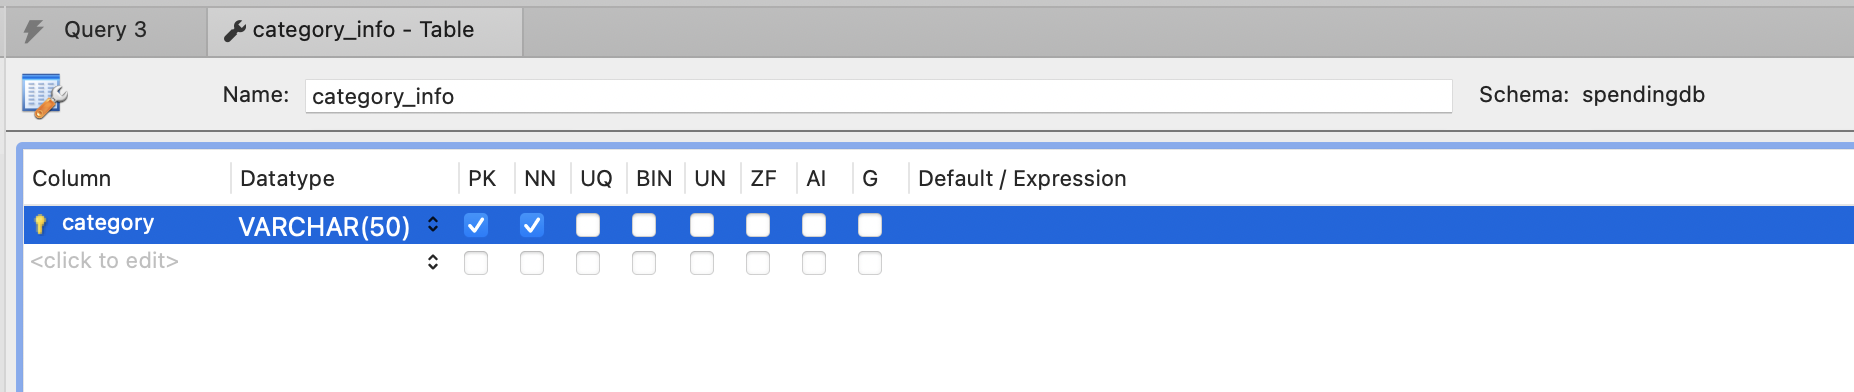 Query 3 category_info - Table
Name: category_info Schema: spendingdb
Column Datatype PK NN UQ BIN UN ZF AI G Default / Expression
category VARCHAR(50)
<click to edit>